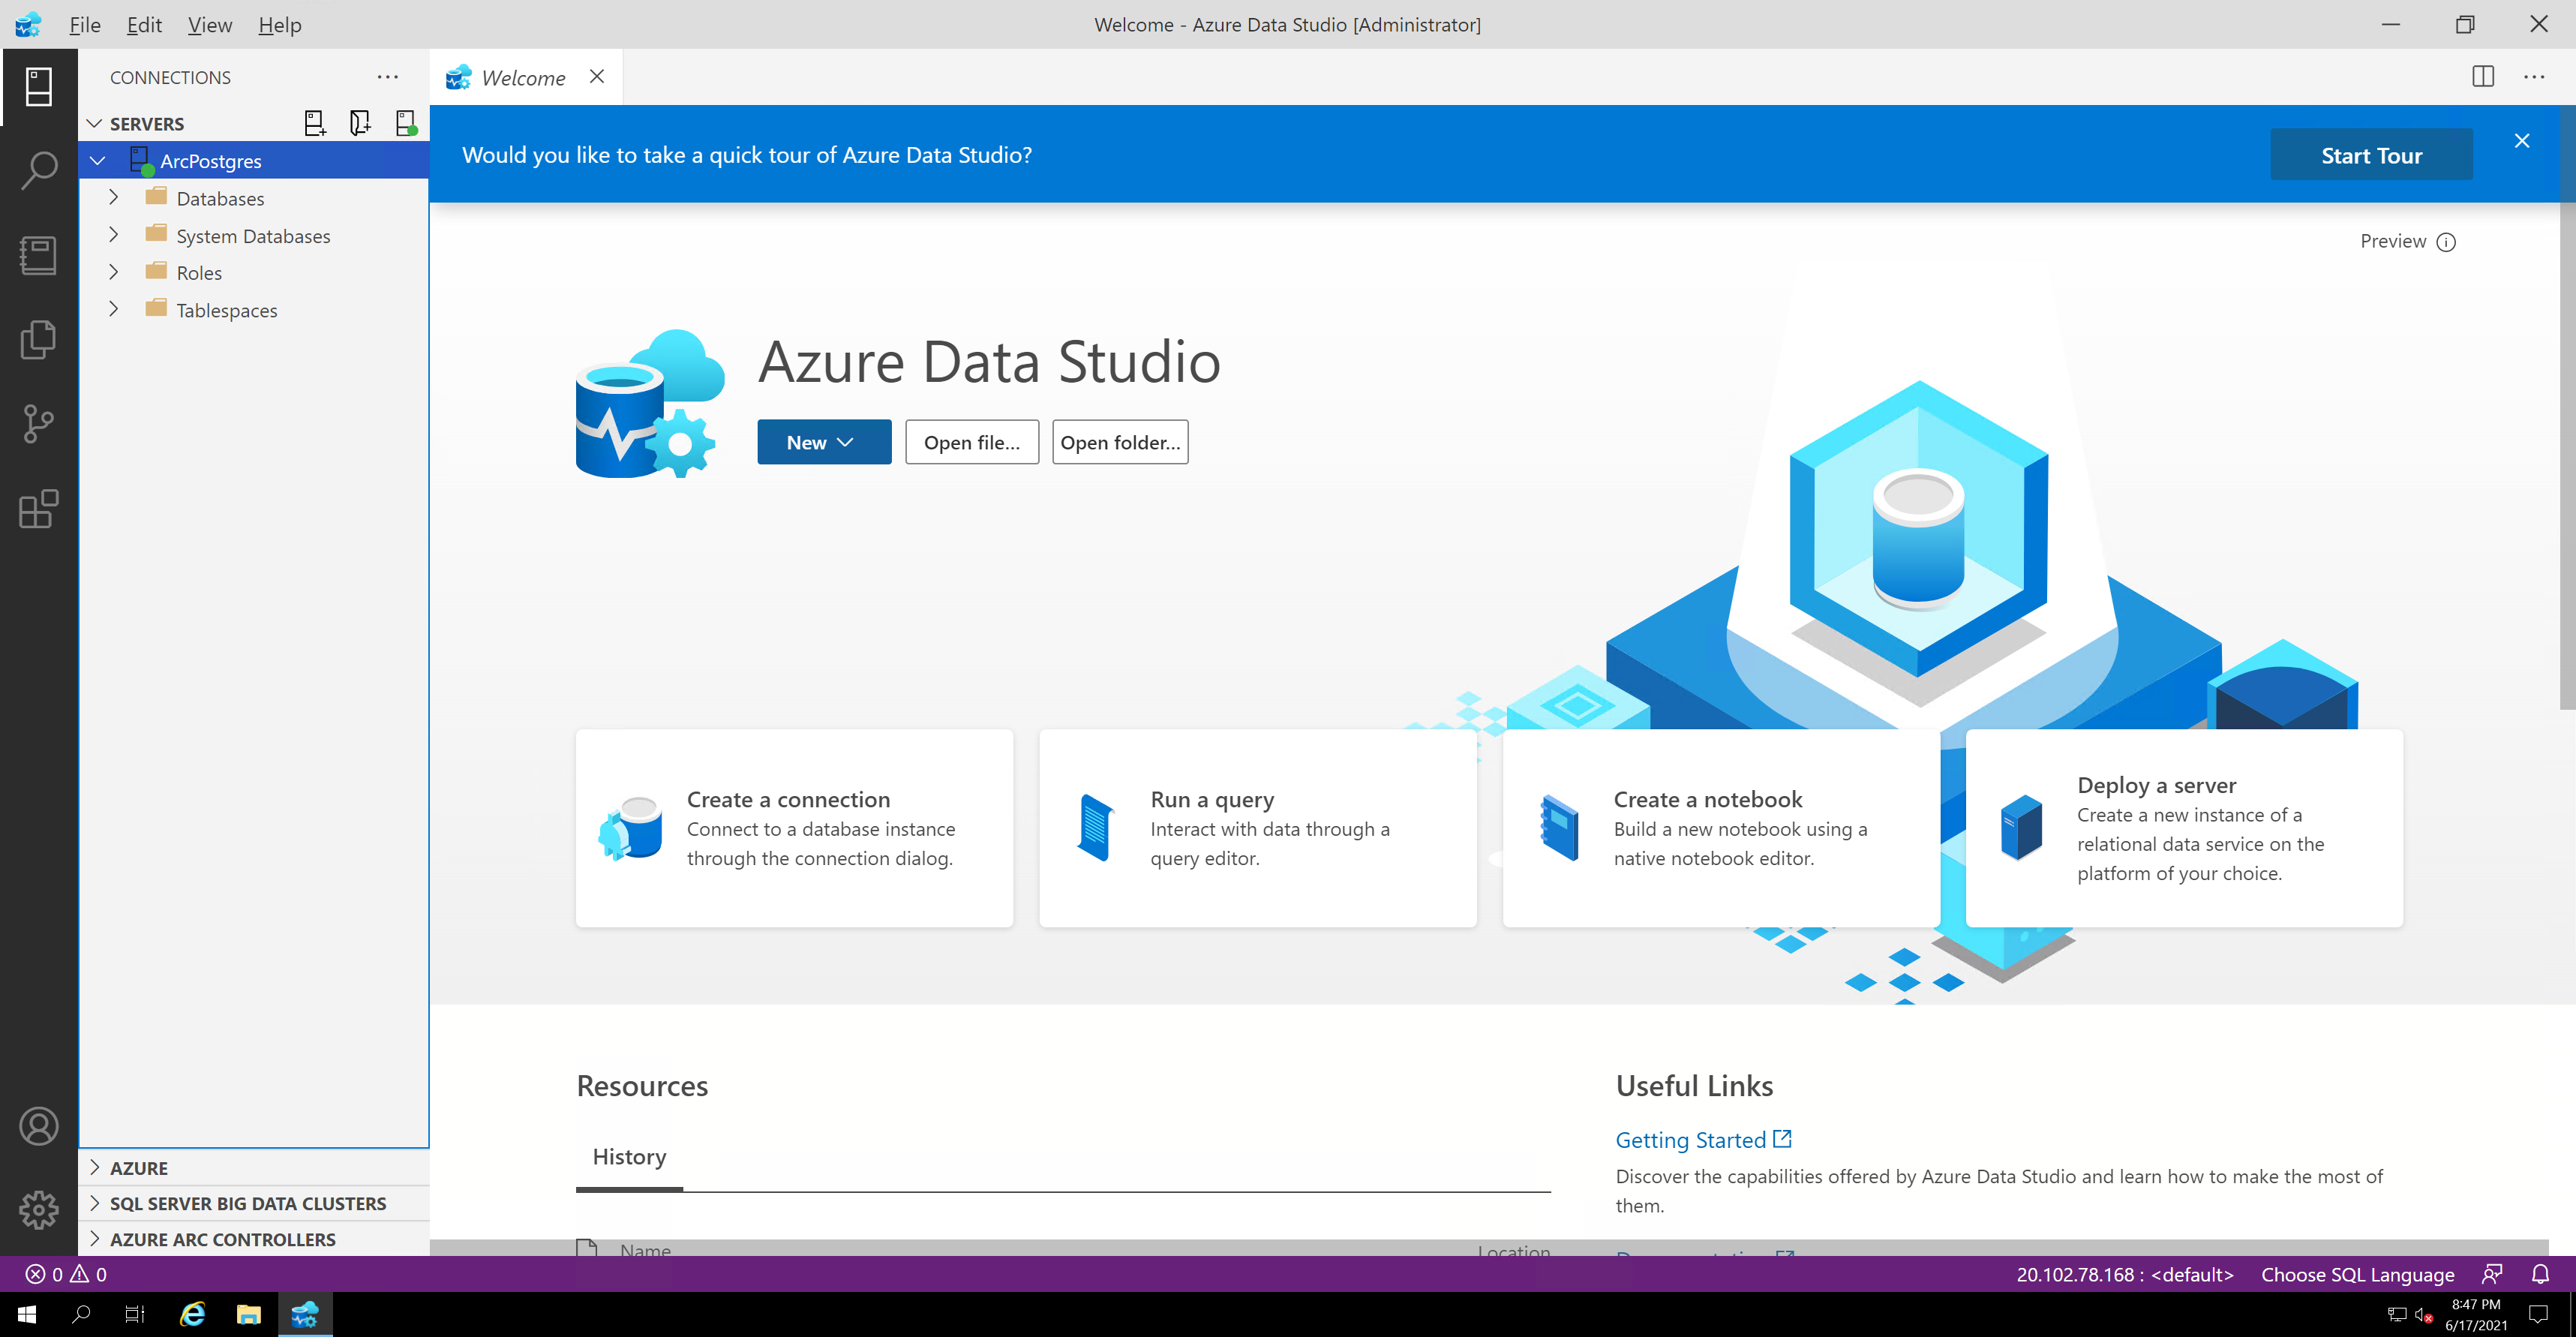 File Edit View Help
Welcome - Azure Data Studio [Administrator]
CONNECTIONS
SERVERS
ArcPostgres
Databases
System Databases
Roles
Tablespaces
AZURE
SQL SERVER BIG DATA CLUSTERS
AZURE ARC CONTROLLERS
Welcome
Would you like to take a quick tour of Azure Data Studio?
Start Tour
Preview
Azure Data Studio
New
Open file...
Open folder...
Create a connection
Connect to a database instance
through the connection dialog.
Run a query
Interact with data through a
query editor.
Create a notebook
Build a new notebook using a
native notebook editor.
Deploy a server
Create a new instance of a
relational data service on the
platform of your choice.
Resources
History
Name
Location
Useful Links
Getting Started
Discover the capabilities offered by Azure Data Studio and learn how to make the most of
them.
Documentation
0 0
20.102.78.168 : <default>
Choose SQL Language
8:47 PM
6/17/2021